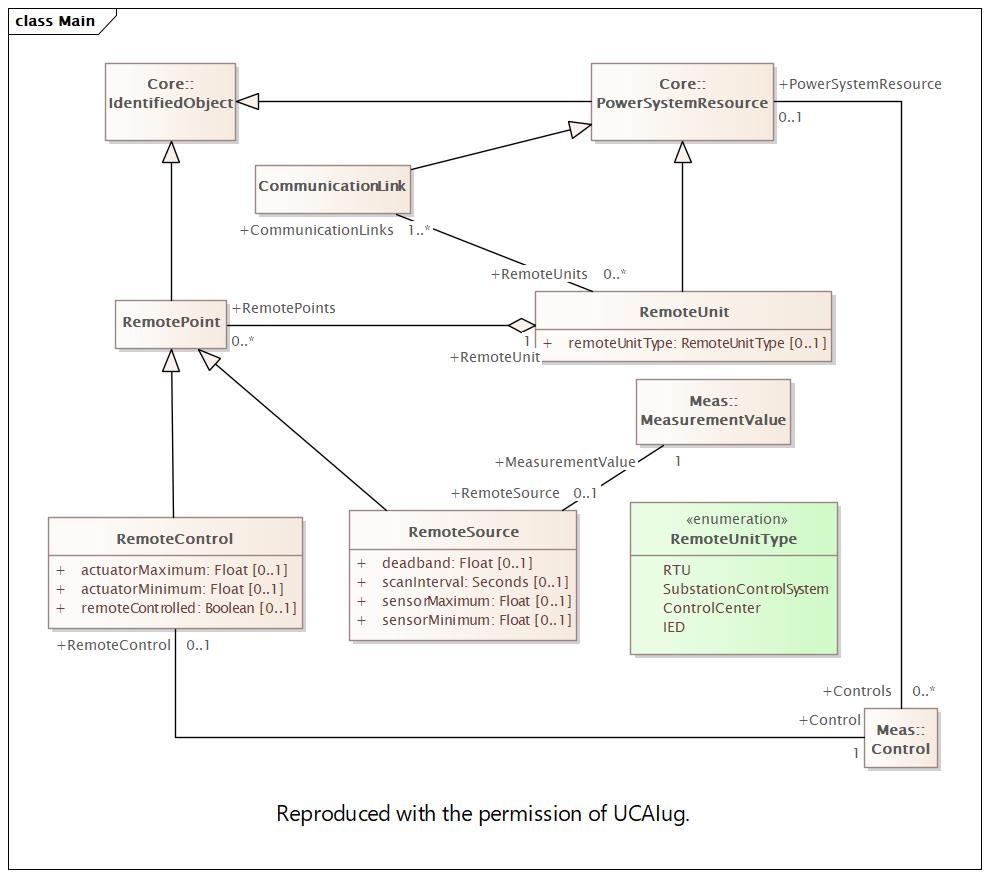 class Main
Core::
IdentifiedObject
Core::
PowerSystemResource
+PowerSystemResource
0..1
CommunicationLink
+CommunicationLinks 1..*
+RemoteUnits 0..*
RemotePoint
+RemotePoints
0..*
RemoteUnit
+ remoteUnitType: RemoteUnitType [0..1]
1
+RemoteUnit
Meas::
MeasurementValue
+MeasurementValue 1
+RemoteSource 0..1
RemoteControl
+ actuatorMaximum: Float [0..1]
+ actuatorMinimum: Float [0..1]
+ remoteControlled: Boolean [0..1]
+RemoteControl 0..1
RemoteSource
+ deadband: Float [0..1]
+ scanInterval: Seconds [0..1]
+ sensorMaximum: Float [0..1]
+ sensorMinimum: Float [0..1]
«enumeration»
RemoteUnitType
RTU
SubstationControlSystem
ControlCenter
IED
+Controls 0..*
+Control
1
Meas::
Control
Reproduced with the permission of UCAIug.